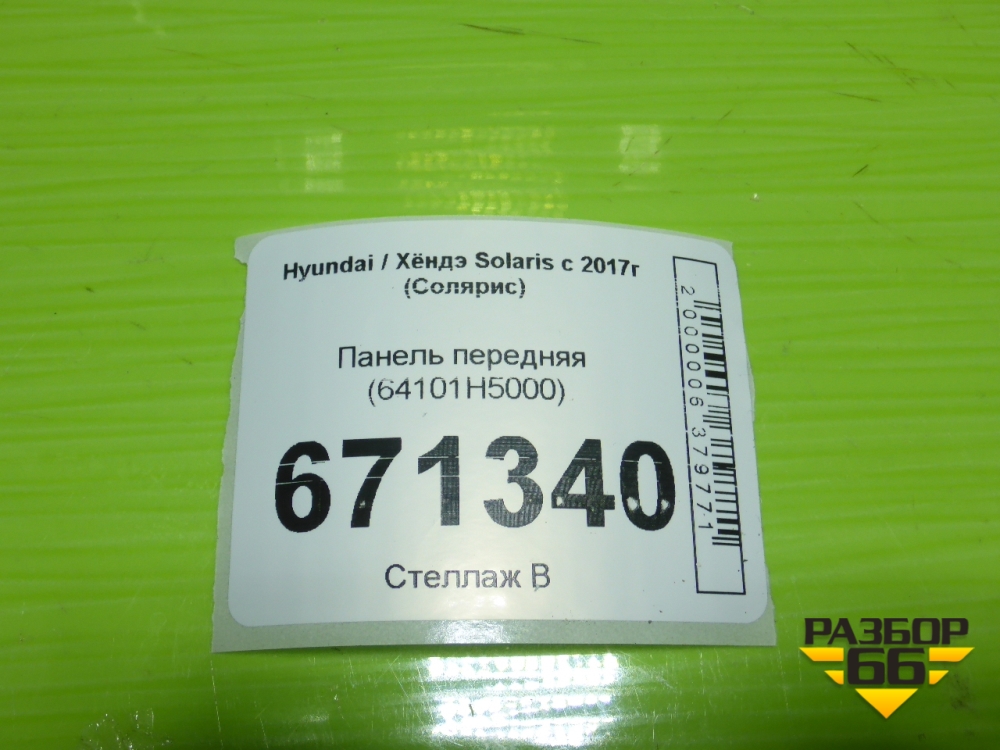 Hyundai / Хёндэ Solaris с 2017г
(Солярис)
Панель передняя
(64101H5000)
671340
Стеллаж В
2000006379771
РАЗБОР
66